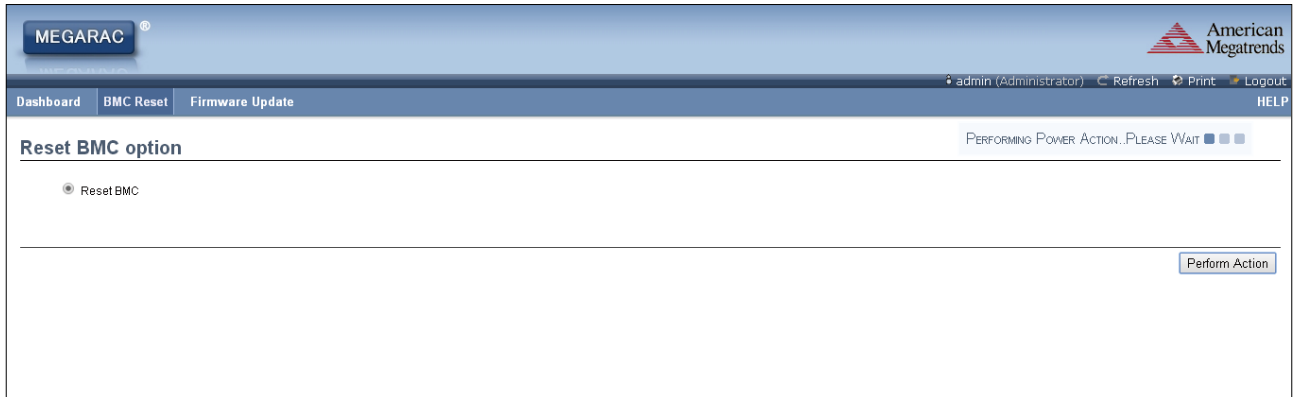 MEGARAC ®
American
Megatrends
admin (Administrator) Refresh Print Logout
Dashboard BMC Reset Firmware Update HELP
Reset BMC option
PERFORMING POWER ACTION..PLEASE WAIT
Reset BMC
Perform Action